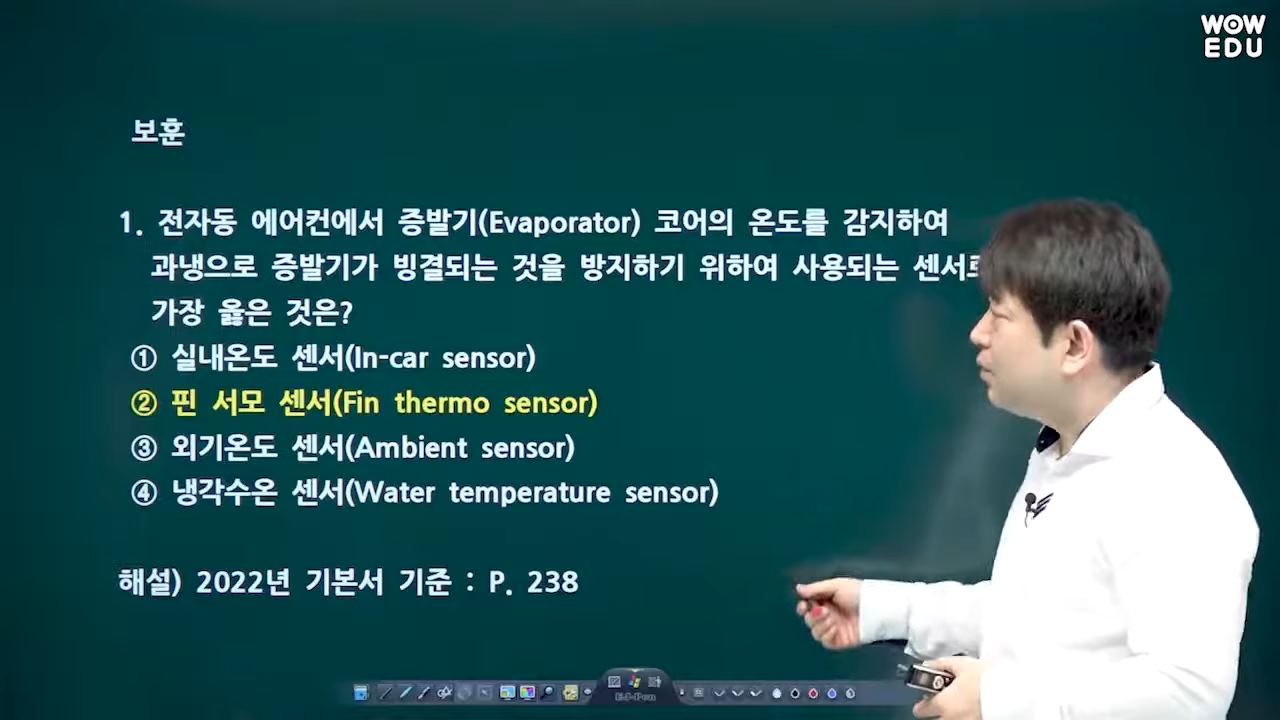 WOW
EDU
보훈
1. 전자동 에어컨에서 증발기(Evaporator) 코어의 온도를 감지하여
과냉으로 증발기가 빙결되는 것을 방지하기 위하여 사용되는
가장 옳은 것은?
① 실내온도 센서(In-car sensor)
② 핀 서모 센서(Fin thermo sensor)
③ 외기온도 센서(Ambient sensor)
④ 냉각수온 센서(Water temperature sensor)
해설) 2022년 기본서 기준 : P. 238